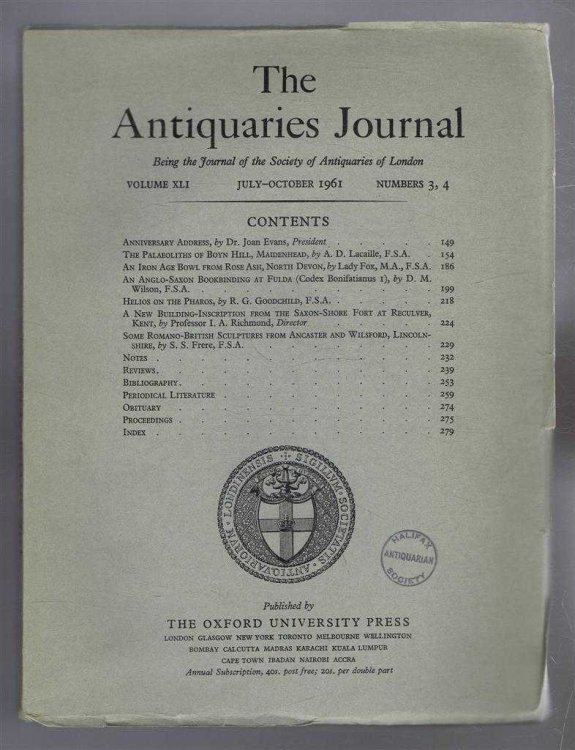 The
Antiquaries Journal
Being the Journal of the Society of Antiquaries of London
VOLUME XLI JULY–OCTOBER 1961 NUMBERS 3, 4
CONTENTS
ANNIVERSARY ADDRESS, by Dr. Joan Evans, President . . . . . 149
THE PALAEOLITHS OF BOYN HILL, MAIDENHEAD, by A. D. Lacaille, F.S.A. . 154
AN IRON AGE BOWL FROM ROSE ASH, NORTH DEVON, by Lady Fox, M.A., F.S.A. 186
AN ANGLO-SAXON BOOKBINDING AT FULDA (Codex Bonifatianus 1), by D. M.
Wilson, F.S.A. . . . . . . . . . 199
HELIOS ON THE PHAROS, by R. G. GOODCHILD, F.S.A. . . . . 218
A NEW BUILDING-INSCRIPTION FROM THE SAXON-SHORE FORT AT RECULVER,
KENT, by Professor I. A. Richmond, Director . . . . . 224
SOME ROMANO-BRITISH SCULPTURES FROM ANCASTER AND WILSFORD, LINCOLN-
SHIRE, by S. S. Frere, F.S.A. . . . . . . . 229
NOTES . . . . . . . . . . 232
REVIEWS . . . . . . . . . . 239
BIBLIOGRAPHY . . . . . . . . . 253
PERIODICAL LITERATURE . . . . . . . . 259
OBITUARY . . . . . . . . . 274
PROCEEDINGS . . . . . . . . . 275
INDEX . . . . . . . . . . 279
SIGILLVM · SOCIETATIS · ANTIQVARIORVM · LONDINENSIS
HALIFAX
ANTIQUARIAN
SOCIETY
Published by
THE OXFORD UNIVERSITY PRESS
LONDON GLASGOW NEW YORK TORONTO MELBOURNE WELLINGTON
BOMBAY CALCUTTA MADRAS KARACHI KUALA LUMPUR
CAPE TOWN IBADAN NAIROBI ACCRA
Annual Subscription, 40s. post free; 20s. per double part